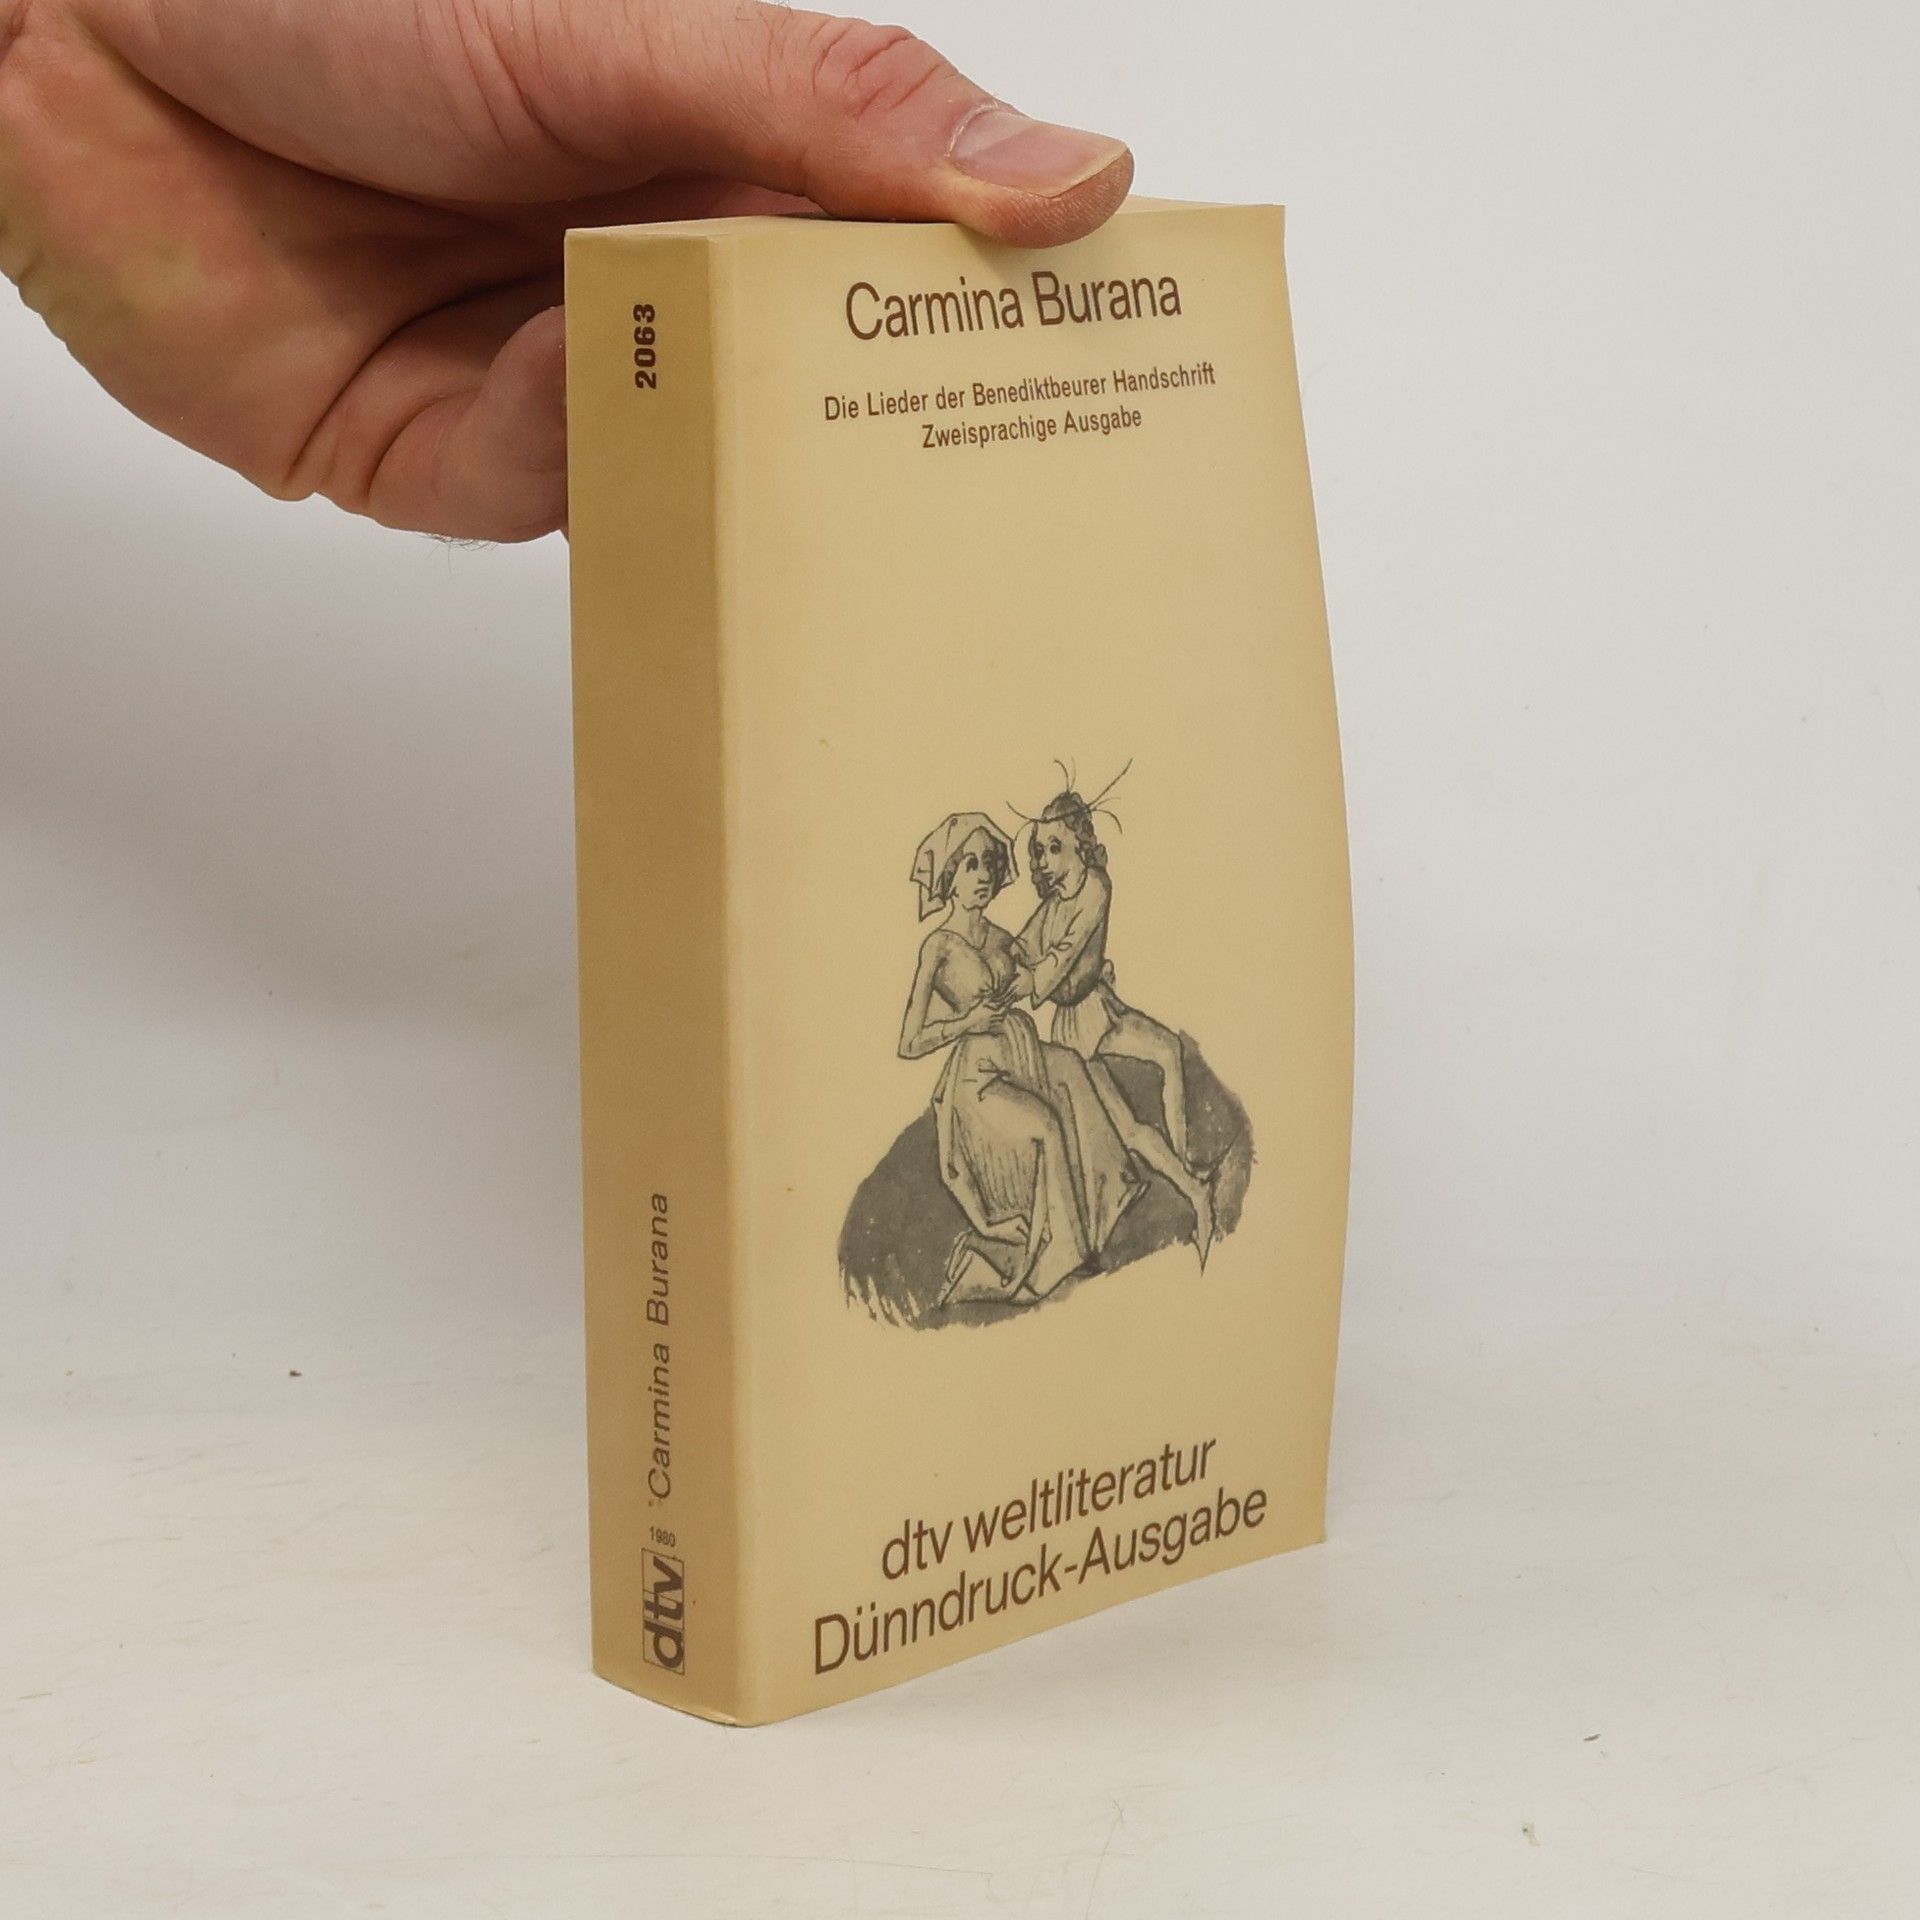 2063
Carmina Burana
1980
dtv
Carmina Burana
Die Lieder der Benediktbeurer Handschrift
Zweisprachige Ausgabe
dtv weltliteratur
Dünndruck-Ausgabe